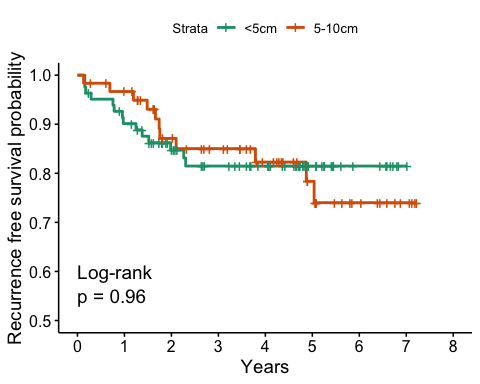 Strata <5cm 5-10cm
Recurrence free survival probability
1.0
0.9
0.8
0.7
0.6
0.5
Log-rank
p = 0.96
0 1 2 3 4 5 6 7 8
Years